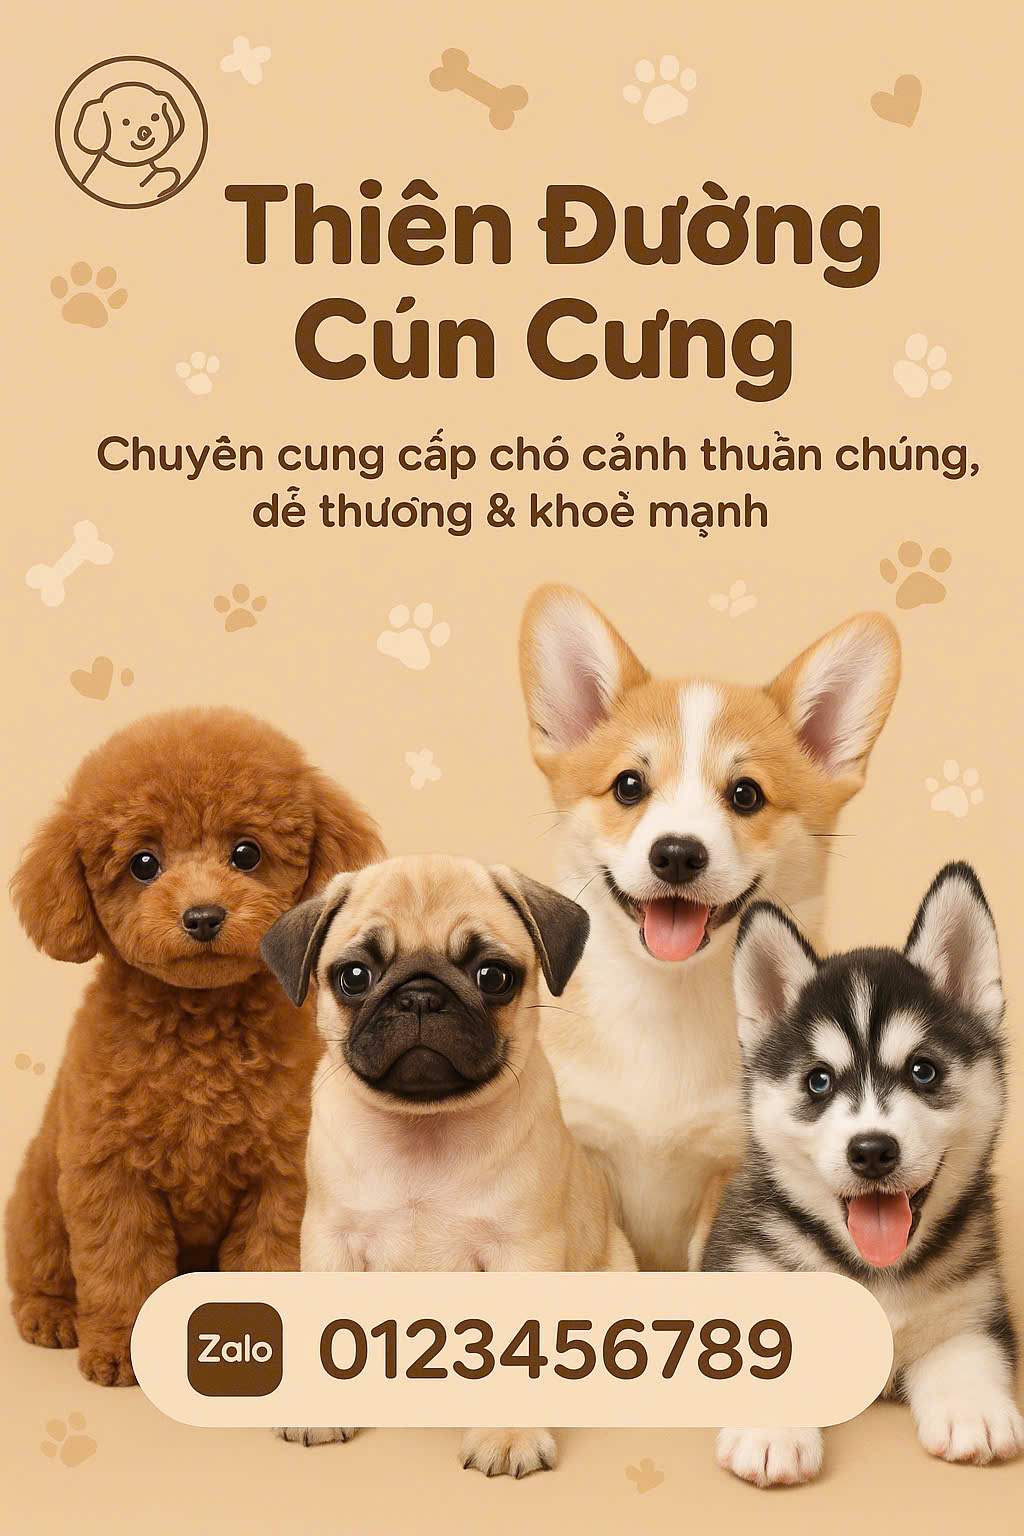 Thiên Đường
Cún Cưng
Chuyên cung cấp chó cảnh thuần chúng,
dễ thương & khoẻ mạnh
Zalo 0123456789